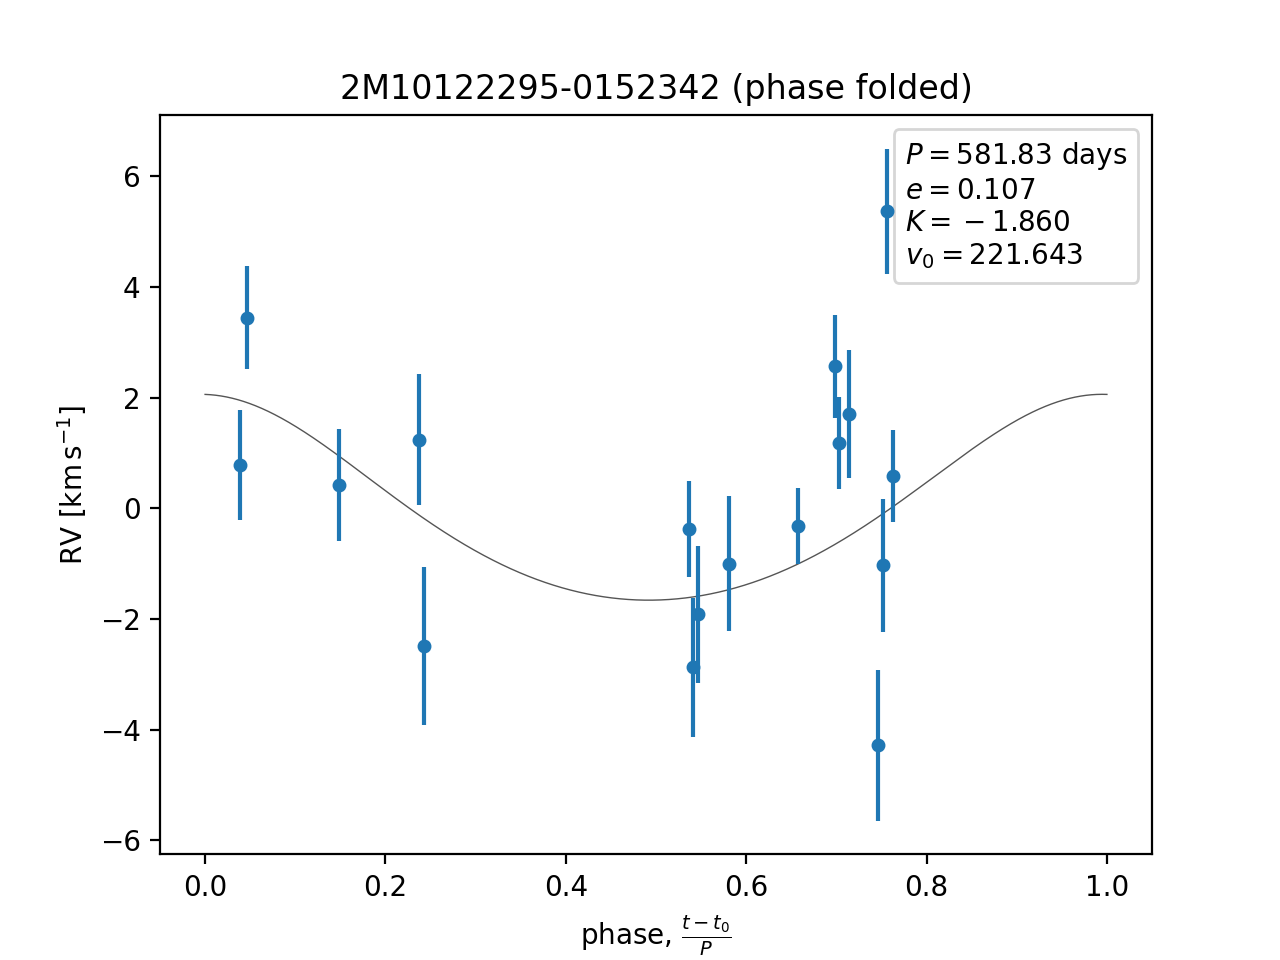 2M10122295-0152342 (phase folded)
P = 581.83 days
e = 0.107
K = −1.860
v₀ = 221.643
6
4
2
0
−2
−4
−6
RV [km s⁻¹]
0.0 0.2 0.4 0.6 0.8 1.0
phase, (t − t₀)/P